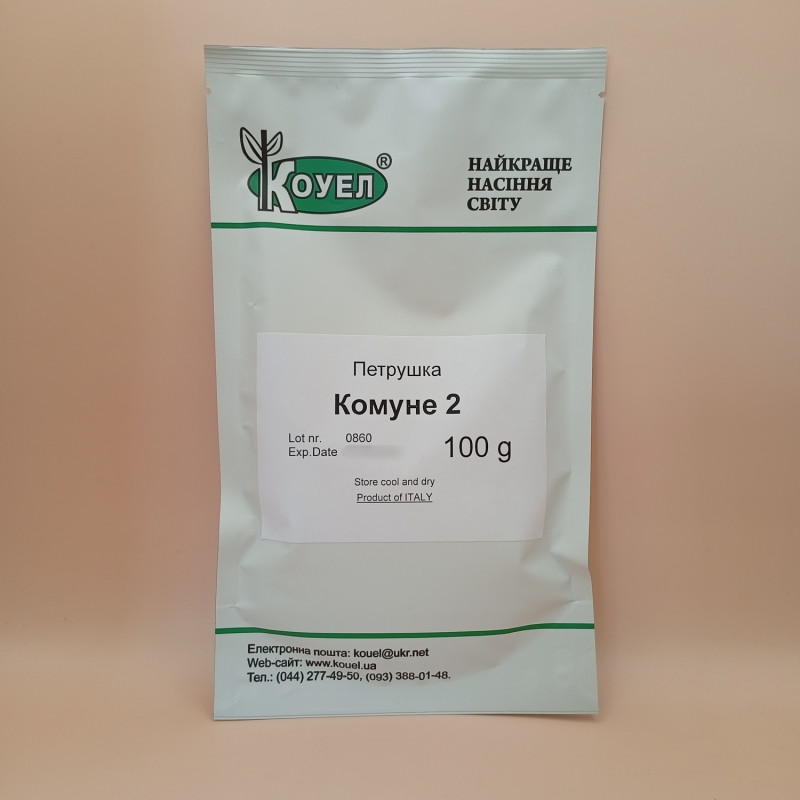 КОУЕЛ®
НАЙКРАЩЕ
НАСІННЯ
СВІТУ
Петрушка
Комуне 2
Lot nr. 0860
Exp.Date
100 g
Store cool and dry
Product of ITALY
Електронна пошта: kouel@ukr.net
Web-сайт: www.kouel.ua
Тел.: (044) 277-49-50, (093) 388-01-48.